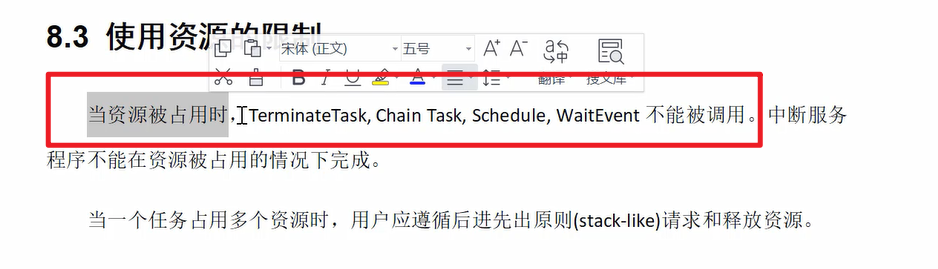 8.3 使用资源的限制
宋体 (正文) 五号 A+ A-
B I U A 翻译 搜文库
当资源被占用时，TerminateTask, Chain Task, Schedule, WaitEvent 不能被调用。中断服务
程序不能在资源被占用的情况下完成。
当一个任务占用多个资源时，用户应遵循后进先出原则(stack-like)请求和释放资源。